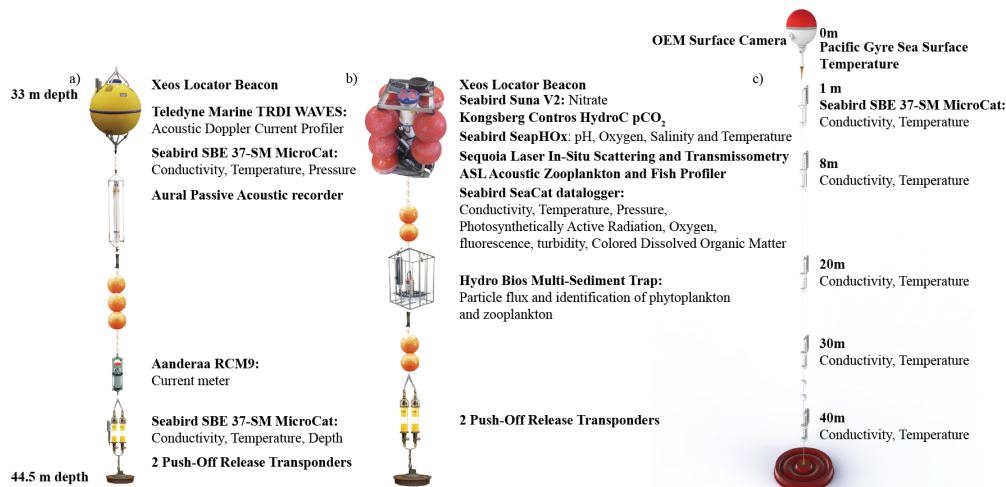 a)
33 m depth
Xeos Locator Beacon
Teledyne Marine TRDI WAVES:
Acoustic Doppler Current Profiler
Seabird SBE 37-SM MicroCat:
Conductivity, Temperature, Pressure
Aural Passive Acoustic recorder
Aanderaa RCM9:
Current meter
Seabird SBE 37-SM MicroCat:
Conductivity, Temperature, Depth
2 Push-Off Release Transponders
44.5 m depth
b)
Xeos Locator Beacon
Seabird Suna V2: Nitrate
Kongsberg Contros HydroC pCO₂
Seabird SeapHOx: pH, Oxygen, Salinity and Temperature
Sequoia Laser In-Situ Scattering and Transmissometry
ASL Acoustic Zooplankton and Fish Profiler
Seabird SeaCat datalogger:
Conductivity, Temperature, Pressure,
Photosynthetically Active Radiation, Oxygen,
fluorescence, turbidity, Colored Dissolved Organic Matter
Hydro Bios Multi-Sediment Trap:
Particle flux and identification of phytoplankton
and zooplankton
2 Push-Off Release Transponders
c)
OEM Surface Camera
0m
Pacific Gyre Sea Surface
Temperature
1 m
Seabird SBE 37-SM MicroCat:
Conductivity, Temperature
8m
Conductivity, Temperature
20m
Conductivity, Temperature
30m
Conductivity, Temperature
40m
Conductivity, Temperature